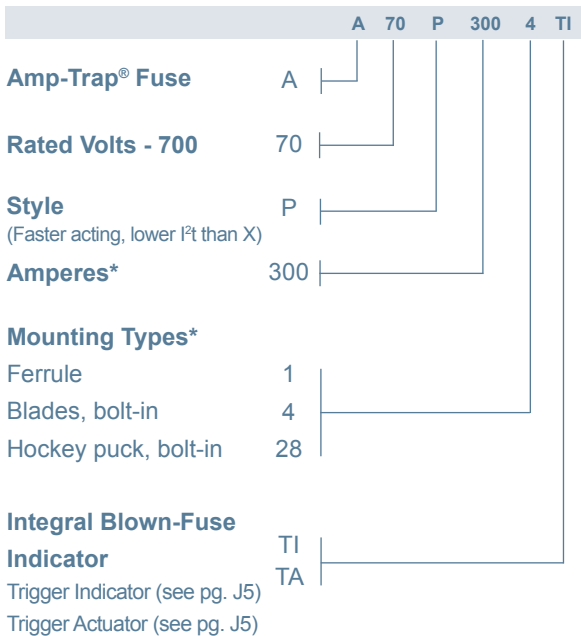 A 70 P 300 4 TI
Amp-Trap® Fuse A
Rated Volts - 700 70
Style P
(Faster acting, lower I²t than X)
Amperes* 300
Mounting Types*
Ferrule 1
Blades, bolt-in 4
Hockey puck, bolt-in 28
Integral Blown-Fuse
Indicator
TI
TA
Trigger Indicator (see pg. J5)
Trigger Actuator (see pg. J5)